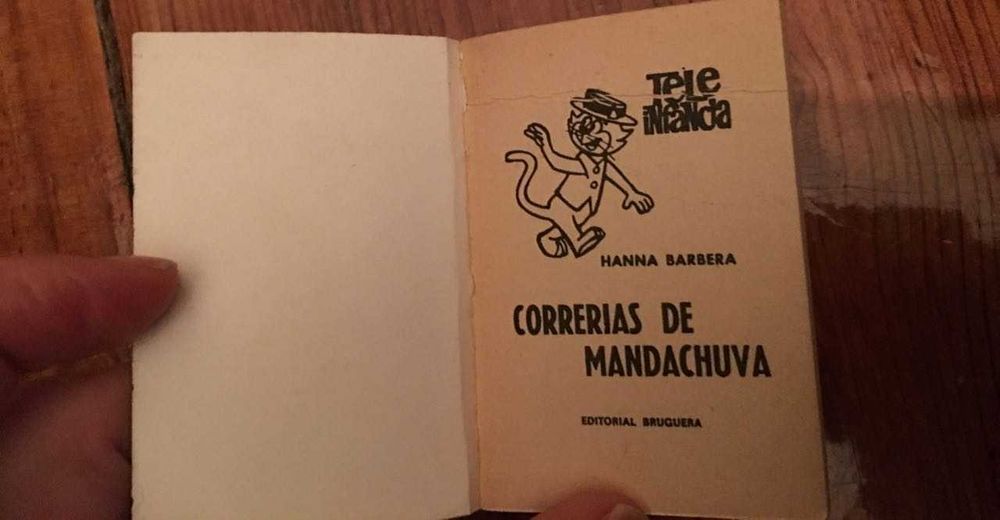 TELE
INFANCIA
HANNA BARBERA
CORRERIAS DE
MANDACHUVA
EDITORIAL BRUGUERA